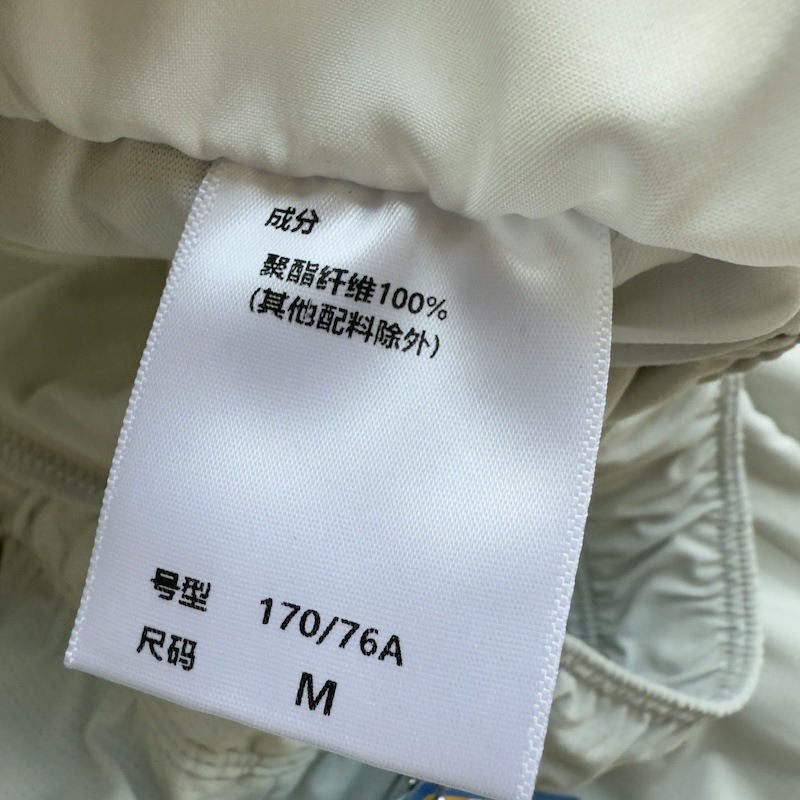 成分
聚酯纤维100%
(其他配料除外)
号型 170/76A
尺码 M